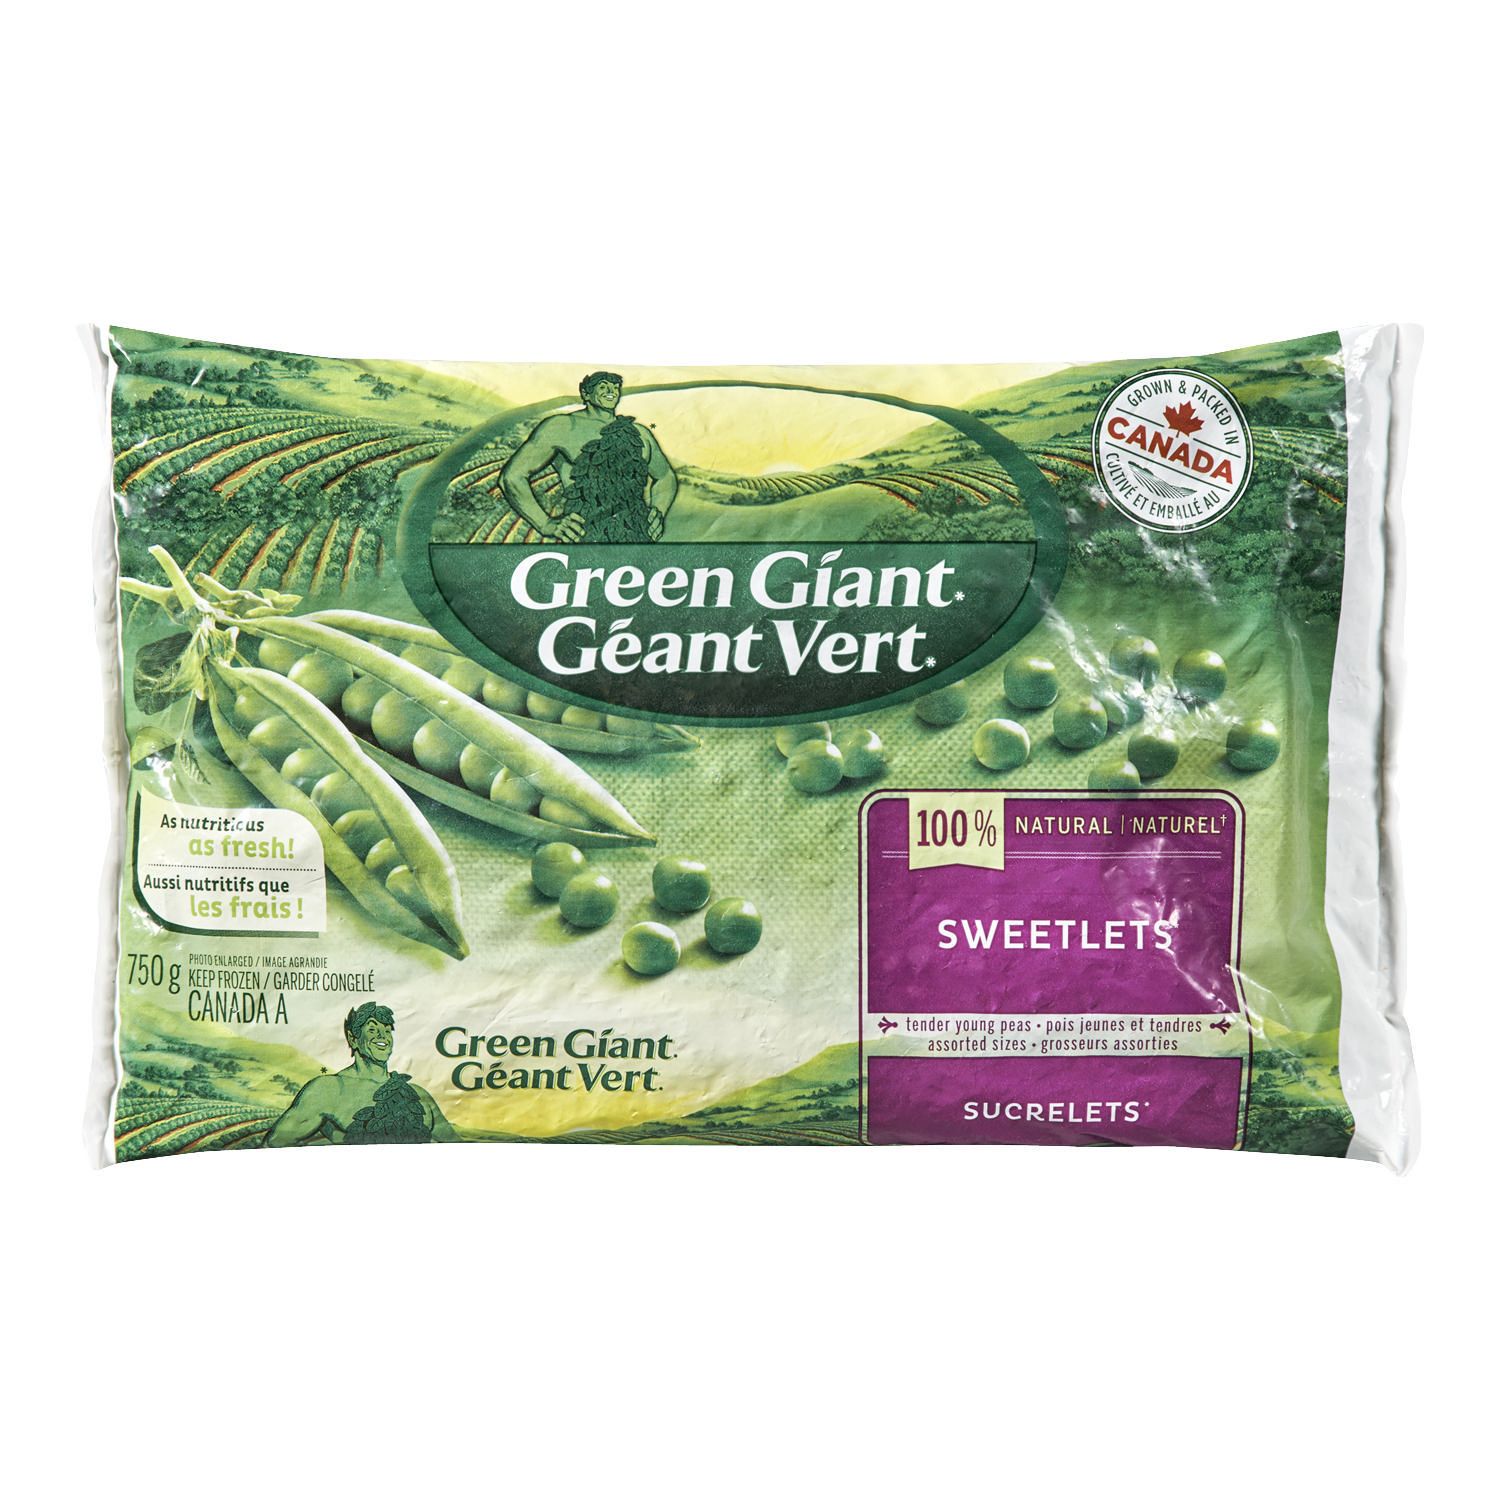 GROWN & PACKED IN
CANADA
CULTIVÉ ET EMBALLÉ AU
Green Giant*
Géant Vert*
100% NATURAL | NATUREL†
As nutritious
as fresh!
Aussi nutritifs que
les frais !
SWEETLETS*
750 g
PHOTO ENLARGED / IMAGE AGRANDIE
KEEP FROZEN / GARDER CONGELÉ
CANADA A
tender young peas • pois jeunes et tendres
assorted sizes • grosseurs assorties
Green Giant.
Géant Vert.
SUCRELETS*